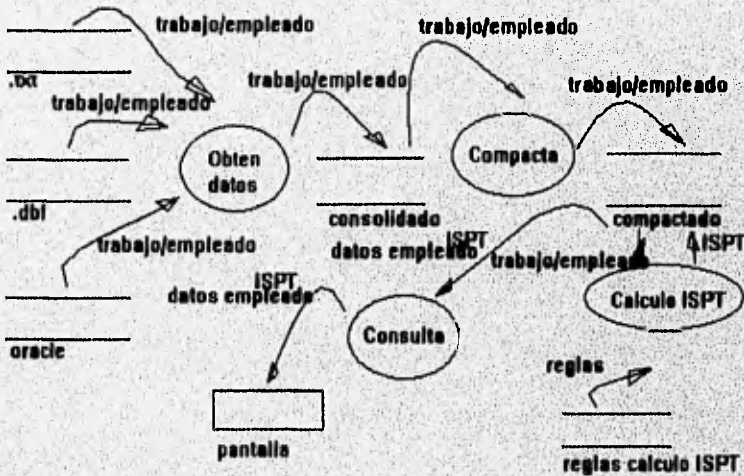 trabajo/empleado
.txt
trabajo/empleado
trabajo/empleado
trabajo/empleado
trabajo/empleado
Obten
datos
Compacta
.dbf
consolidado
compactado
trabajo/empleado
ISPT
datos empleado
trabajo/empleado
ISPT
ISPT
datos empleado
Calculo ISPT
Consulta
oracle
reglas
pantalla
reglas calculo ISPT